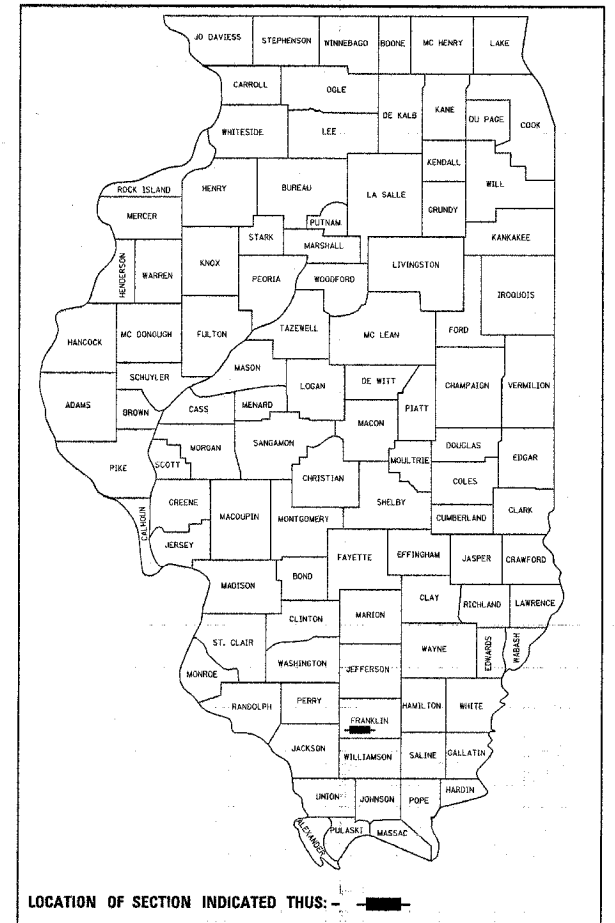 JO DAVIESS STEPHENSON WINNEBAGO BOONE MC HENRY LAKE
CARROLL OGLE
DE KALB KANE DU PAGE COOK
WHITESIDE LEE
KENDALL WILL
ROCK ISLAND HENRY BUREAU LA SALLE
PUTNAM GRUNDY
MERCER
STARK MARSHALL KANKAKEE
HENDERSON WARREN KNOX LIVINGSTON
PEORIA WOODFORD IROQUOIS
HANCOCK MC DONOUGH FULTON TAZEWELL MC LEAN FORD
MASON
SCHUYLER LOGAN DE WITT CHAMPAIGN VERMILION
ADAMS BROWN CASS MENARD PIATT
MACON
MORGAN SANGAMON DOUGLAS
PIKE SCOTT MOULTRIE EDGAR
CHRISTIAN COLES
GREENE SHELBY
CALHOUN MACOUPIN MONTGOMERY CUMBERLAND CLARK
JERSEY FAYETTE EFFINGHAM JASPER CRAWFORD
MADISON BOND
CLAY RICHLAND LAWRENCE
CLINTON MARION
ST. CLAIR WAYNE EDWARDS WABASH
WASHINGTON JEFFERSON
MONROE
RANDOLPH PERRY HAMILTON WHITE
FRANKLIN
JACKSON WILLIAMSON SALINE GALLATIN
UNION JOHNSON POPE HARDIN
ALEXANDER PULASKI MASSAC
LOCATION OF SECTION INDICATED THUS: -